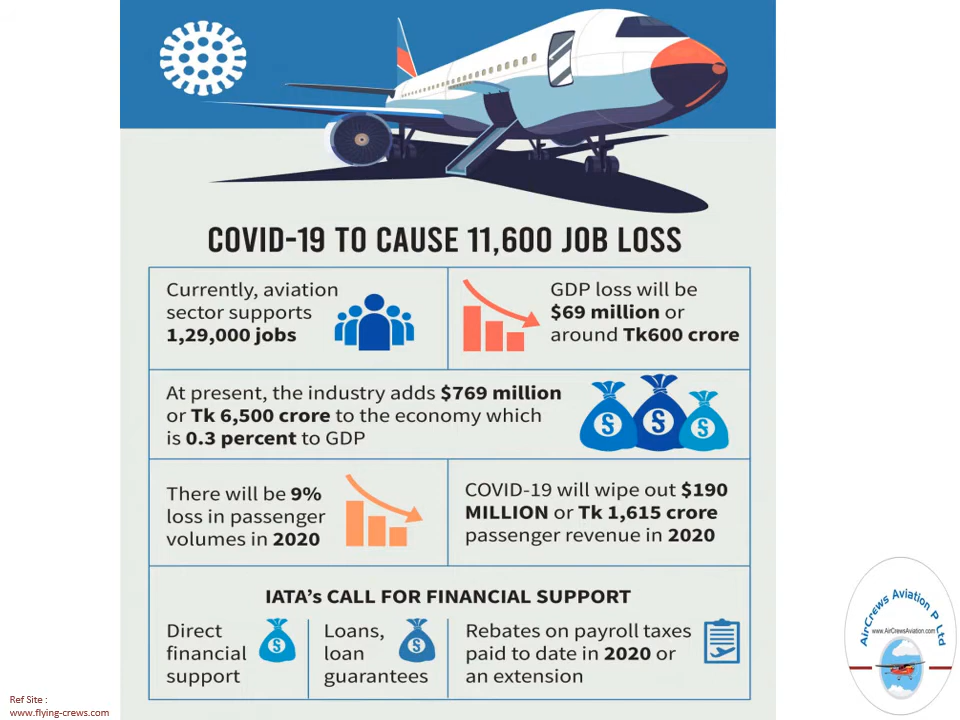 COVID-19 TO CAUSE 11,600 JOB LOSS
Currently, aviation
sector supports
1,29,000 jobs
GDP loss will be
$69 million or
around Tk600 crore
At present, the industry adds $769 million
or Tk 6,500 crore to the economy which
is 0.3 percent to GDP
$
$
$
There will be 9%
loss in passenger
volumes in 2020
COVID-19 will wipe out $190
MILLION or Tk 1,615 crore
passenger revenue in 2020
IATA's CALL FOR FINANCIAL SUPPORT
Direct
financial
support
$
Loans,
loan
guarantees
$
Rebates on payroll taxes
paid to date in 2020 or
an extension
AirCrews Aviation P Ltd
www.AirCrewsAviation.com
Ref Site :
www.flying-crews.com